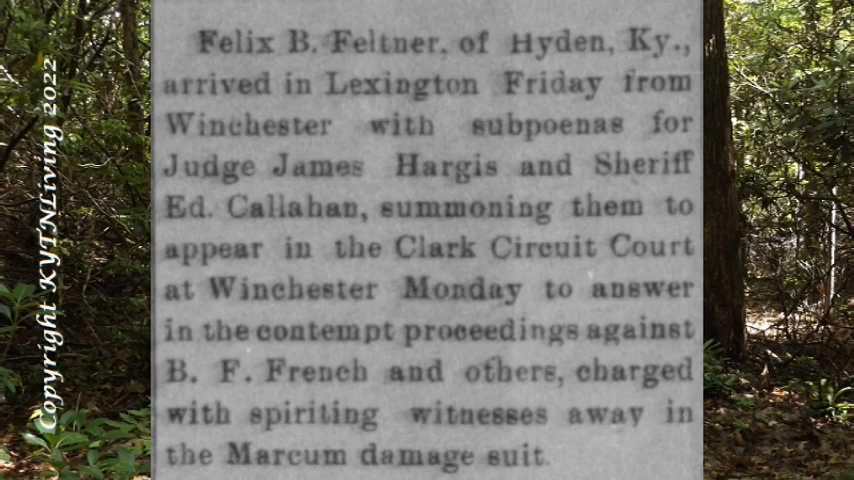 Felix B. Feltner, of Hyden, Ky.,
arrived in Lexington Friday from
Winchester with subpoenas for
Judge James Hargis and Sheriff
Ed. Callahan, summoning them to
appear in the Clark Circuit Court
at Winchester Monday to answer
in the contempt proceedings against
B. F. French and others, charged
with spiriting witnesses away in
the Marcum damage suit.
Copyright KYTNLiving 2022